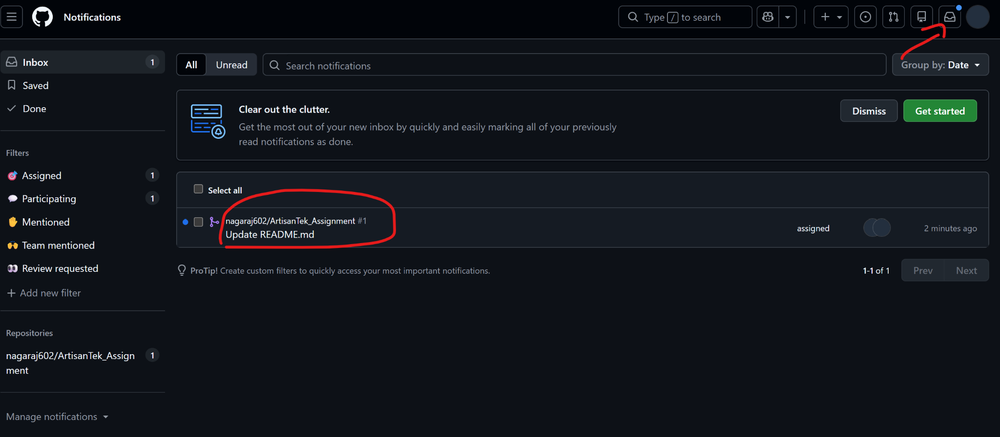 Notifications
Type / to search
Inbox 1
Saved
Done
Filters
Assigned 1
Participating 1
Mentioned
Team mentioned
Review requested
Add new filter
Repositories
nagaraj602/ArtisanTek_Assign
ment 1
Manage notifications
All Unread Search notifications Group by: Date
Clear out the clutter.
Get the most out of your new inbox by quickly and easily marking all of your previously
read notifications as done.
Dismiss Get started
Select all
nagaraj602/ArtisanTek_Assignment #1
Update README.md
assigned 2 minutes ago
ProTip! Create custom filters to quickly access your most important notifications.
1-1 of 1 Prev Next